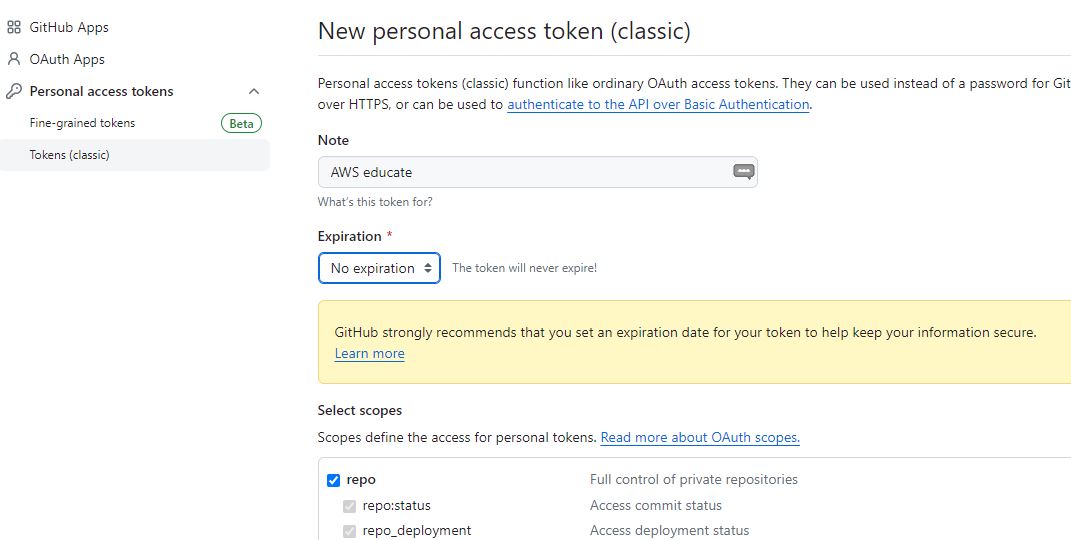 GitHub Apps
OAuth Apps
Personal access tokens
Fine-grained tokens
Beta
Tokens (classic)
New personal access token (classic)
Personal access tokens (classic) function like ordinary OAuth access tokens. They can be used instead of a password for Git
over HTTPS, or can be used to authenticate to the API over Basic Authentication.
Note
AWS educate
What's this token for?
Expiration *
No expiration
The token will never expire!
GitHub strongly recommends that you set an expiration date for your token to help keep your information secure.
Learn more
Select scopes
Scopes define the access for personal tokens. Read more about OAuth scopes.
repo Full control of private repositories
repo:status Access commit status
repo_deployment Access deployment status